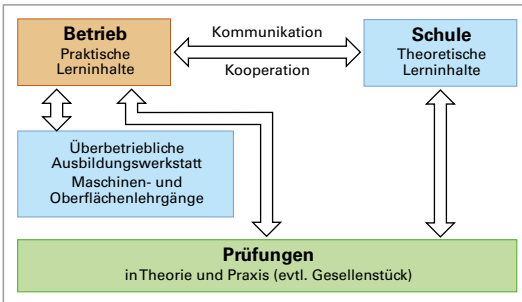 Betrieb
Praktische
Lerninhalte
Kommunikation
Kooperation
Schule
Theoretische
Lerninhalte
Überbetriebliche
Ausbildungswerkstatt
Maschinen- und
Oberflächenlehrgänge
Prüfungen
in Theorie und Praxis (evtl. Gesellenstück)